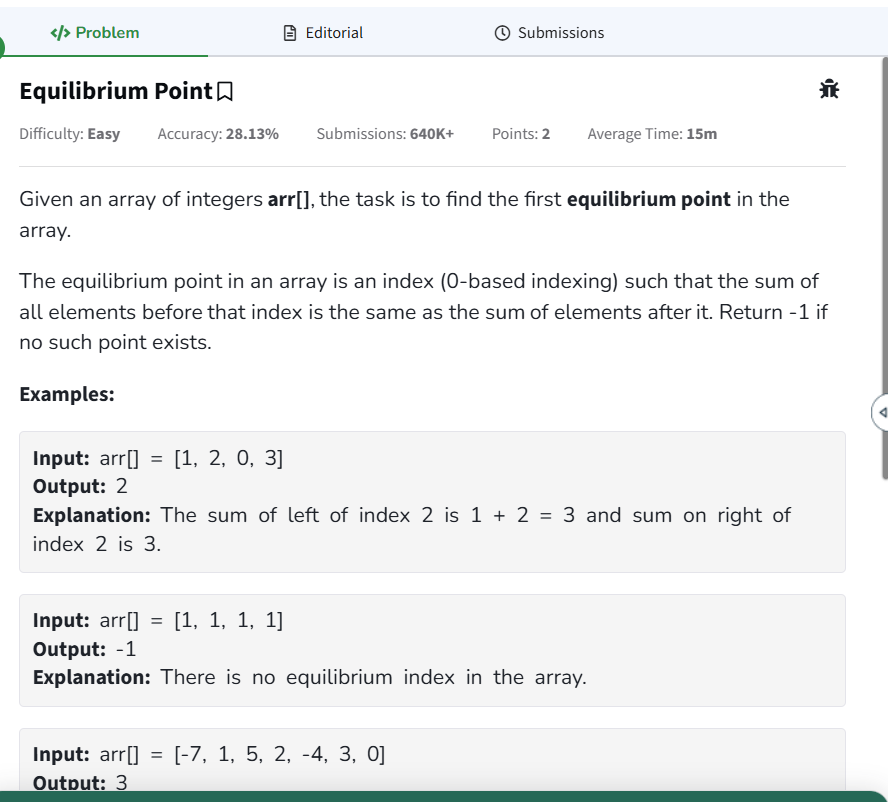 </> Problem
Editorial
Submissions
Equilibrium Point
Difficulty: Easy Accuracy: 28.13% Submissions: 640K+ Points: 2 Average Time: 15m
Given an array of integers arr[], the task is to find the first equilibrium point in the
array.
The equilibrium point in an array is an index (0-based indexing) such that the sum of
all elements before that index is the same as the sum of elements after it. Return -1 if
no such point exists.
Examples:
Input: arr[] = [1, 2, 0, 3]
Output: 2
Explanation: The sum of left of index 2 is 1 + 2 = 3 and sum on right of
index 2 is 3.
Input: arr[] = [1, 1, 1, 1]
Output: -1
Explanation: There is no equilibrium index in the array.
Input: arr[] = [-7, 1, 5, 2, -4, 3, 0]
Output: 3